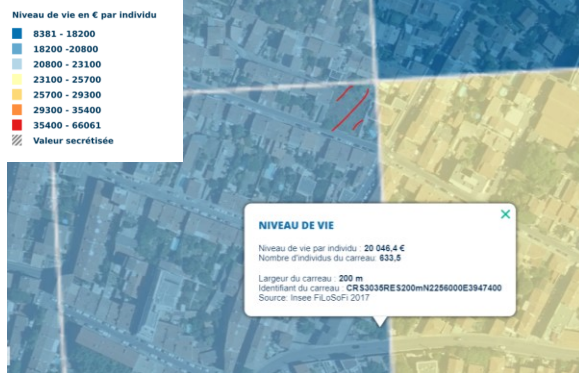 Niveau de vie en € par individu
8381 - 18200
18200 -20800
20800 - 23100
23100 - 25700
25700 - 29300
29300 - 35400
35400 - 66061
Valeur secrétisée
NIVEAU DE VIE
Niveau de vie par individu : 20 046,4 €
Nombre d'individus du carreau: 633,5
Largeur du carreau : 200 m
Identifiant du carreau : CRS3035RES200mN2256000E3947400
Source: Insee FiLoSoFi 2017